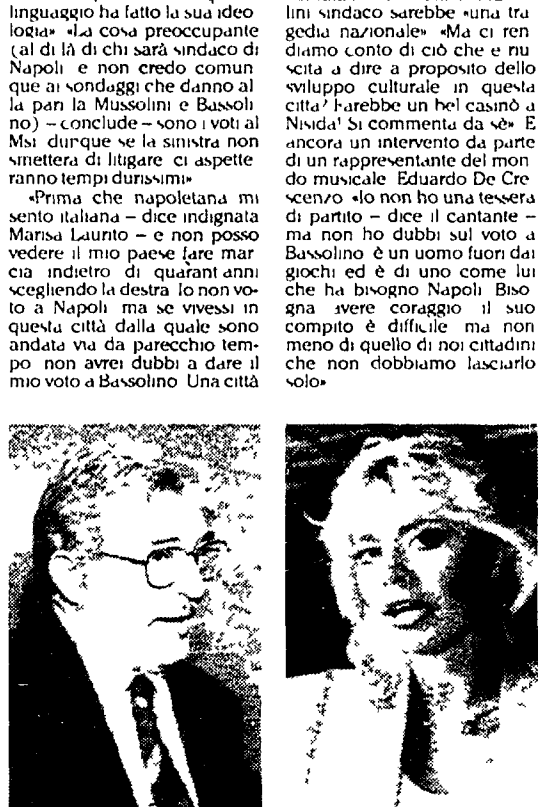 linguaggio ha fatto la sua ideo
logia» «La cosa preoccupante
(al di là di chi sarà sindaco di
Napoli e non credo comun
que ai sondaggi che danno al
la pari la Mussolini e Bassoli
no) – conclude – sono i voti al
Msi dunque se la sinistra non
smetterà di litigare ci aspette
ranno tempi durissimi»
«Prima che napoletana mi
sento italiana – dice indignata
Marisa Laurito – e non posso
vedere il mio paese fare mar
cia indietro di quarant anni
scegliendo la destra Io non vo-
to a Napoli ma se vivessi in
questa città dalla quale sono
andata via da parecchio tem-
po non avrei dubbi a dare il
mio voto a Bassolino Una città
lini sindaco sarebbe «una tra
gedia nazionale» «Ma ci ren
diamo conto di ciò che e riu
scita a dire a proposito dello
sviluppo culturale in questa
citta? Farebbe un bel casinò a
Nisida! Si commenta da sè» E
ancora un intervento da parte
di un rappresentante del mon
do musicale Eduardo De Cre
scenzo «Io non ho una tessera
di partito – dice il cantante –
ma non ho dubbi sul voto a
Bassolino è un uomo fuori dai
giochi ed è di uno come lui
che ha bisogno Napoli Biso
gna avere coraggio il suo
compito è difficile ma non
meno di quello di noi cittadini
che non dobbiamo lasciarlo
solo»